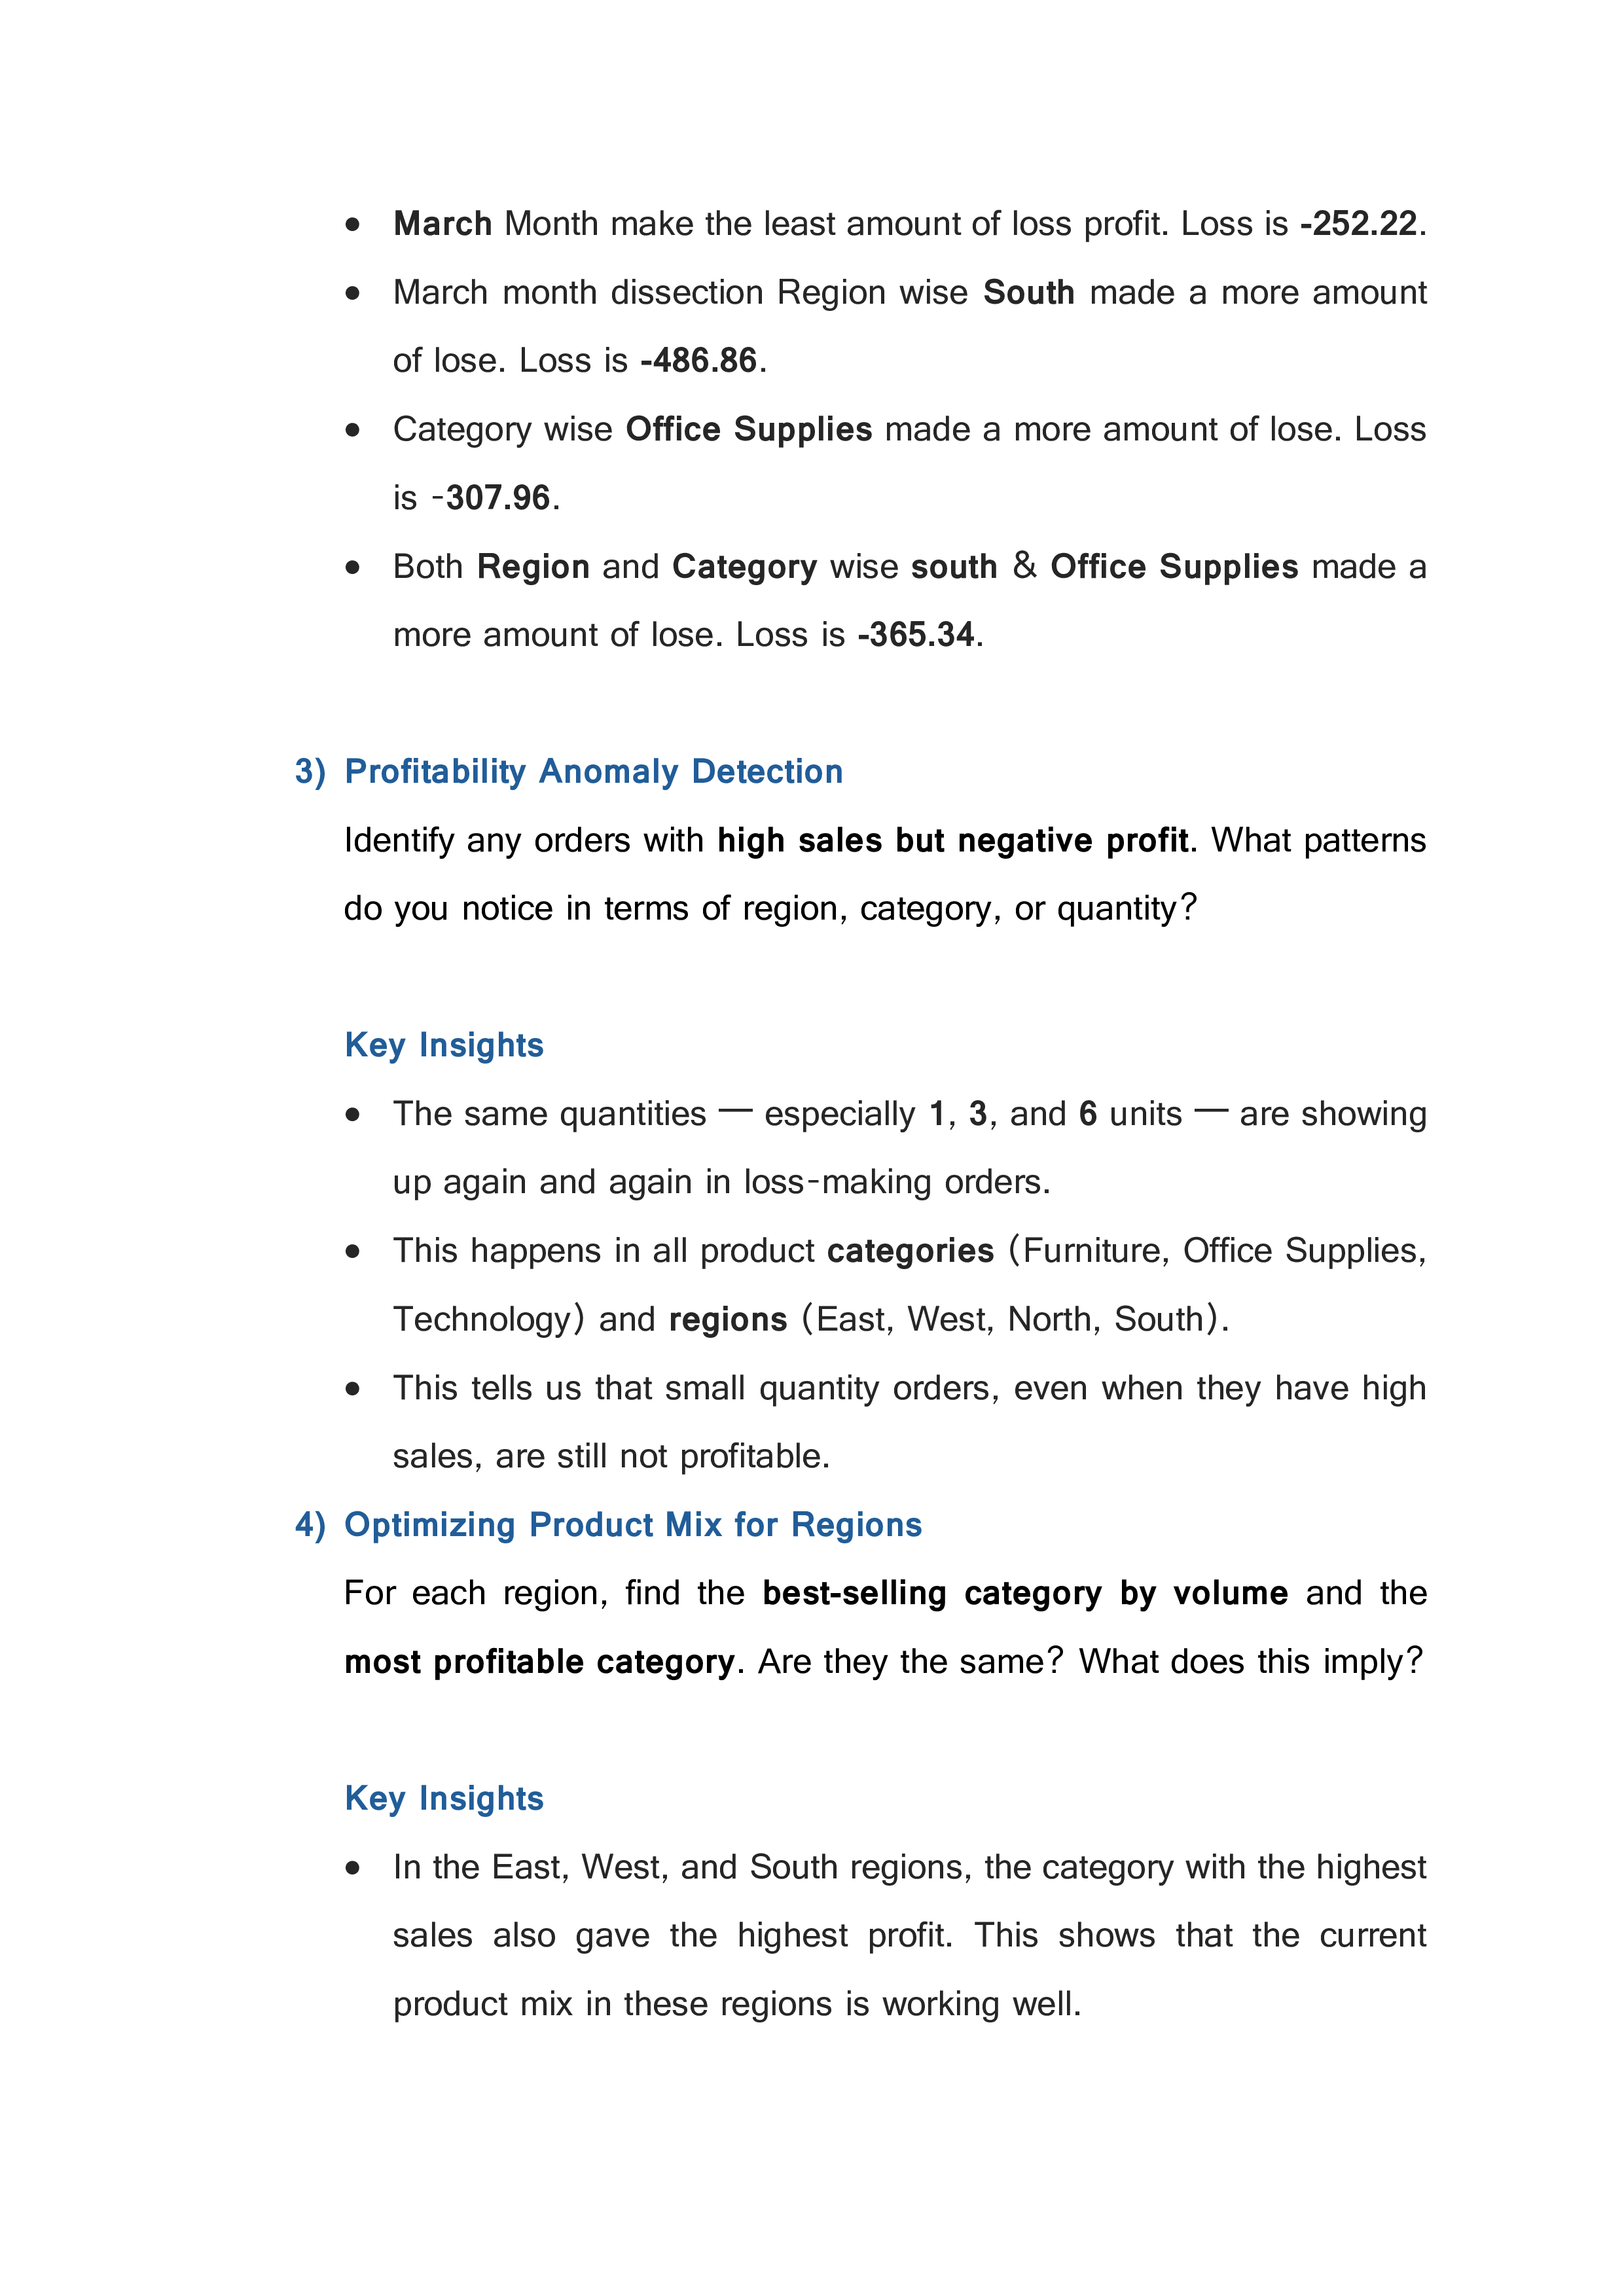 • March Month make the least amount of loss profit. Loss is -252.22.
• March month dissection Region wise South made a more amount
of lose. Loss is -486.86.
• Category wise Office Supplies made a more amount of lose. Loss
is -307.96.
• Both Region and Category wise south & Office Supplies made a
more amount of lose. Loss is -365.34.
3) Profitability Anomaly Detection
Identify any orders with high sales but negative profit. What patterns
do you notice in terms of region, category, or quantity?
Key Insights
• The same quantities — especially 1, 3, and 6 units — are showing
up again and again in loss-making orders.
• This happens in all product categories (Furniture, Office Supplies,
Technology) and regions (East, West, North, South).
• This tells us that small quantity orders, even when they have high
sales, are still not profitable.
4) Optimizing Product Mix for Regions
For each region, find the best-selling category by volume and the
most profitable category. Are they the same? What does this imply?
Key Insights
• In the East, West, and South regions, the category with the highest
sales also gave the highest profit. This shows that the current
product mix in these regions is working well.